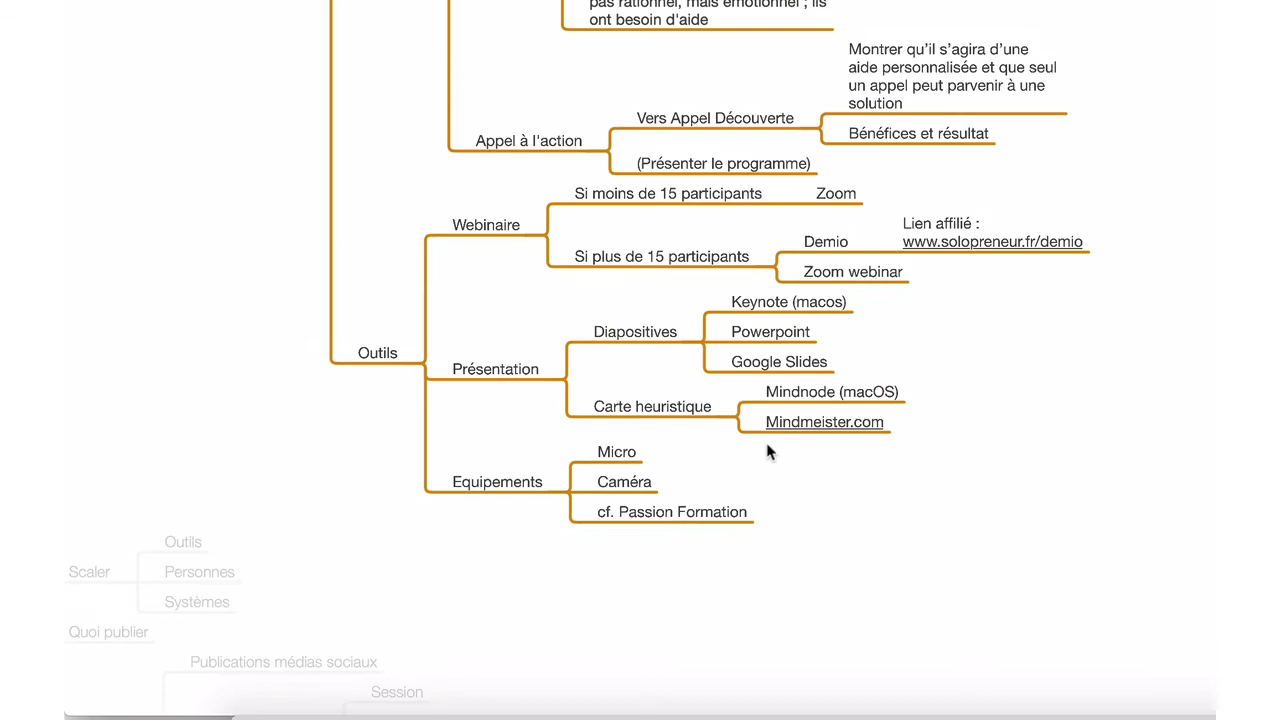 pas rationnel, mais émotionnel ; ils
ont besoin d'aide
Montrer qu’il s’agira d’une
aide personnalisée et que seul
un appel peut parvenir à une
solution
Vers Appel Découverte
Bénéfices et résultat
Appel à l'action
(Présenter le programme)
Si moins de 15 participants
Zoom
Webinaire
Lien affilié :
www.solopreneur.fr/demio
Demio
Si plus de 15 participants
Zoom webinar
Keynote (macos)
Diapositives
Powerpoint
Google Slides
Outils
Présentation
Mindnode (macOS)
Carte heuristique
Mindmeister.com
Micro
Equipements
Caméra
cf. Passion Formation
Outils
Scaler
Personnes
Systèmes
Quoi publier
Publications médias sociaux
Session